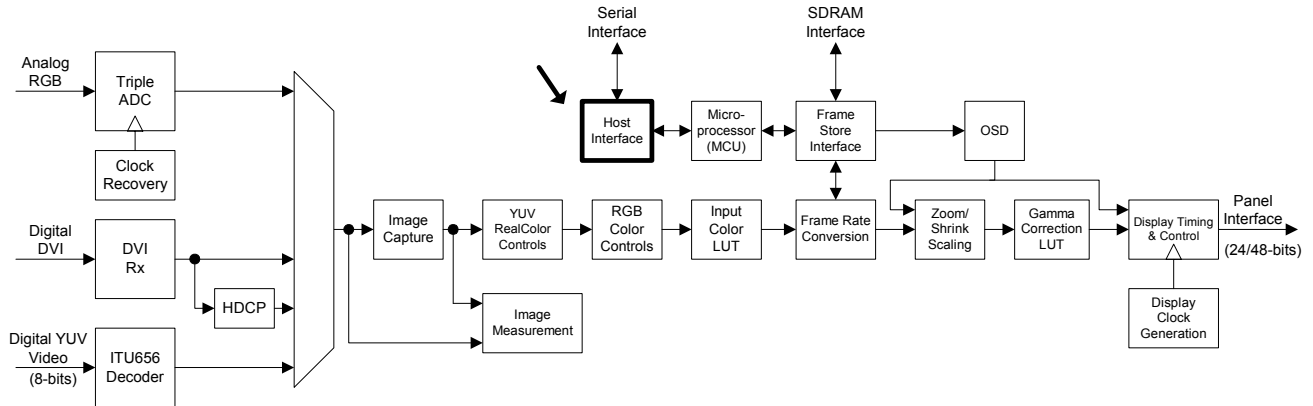 Serial
Interface
SDRAM
Interface
Analog
RGB
Triple
ADC
Clock
Recovery
Host
Interface
Micro-
processor
(MCU)
Frame
Store
Interface
OSD
Digital
DVI
DVI
Rx
HDCP
Image
Capture
YUV
RealColor
Controls
RGB
Color
Controls
Input
Color
LUT
Frame Rate
Conversion
Zoom/
Shrink
Scaling
Gamma
Correction
LUT
Display Timing
& Control
Panel
Interface
(24/48-bits)
Image
Measurement
Display
Clock
Generation
Digital YUV
Video
(8-bits)
ITU656
Decoder